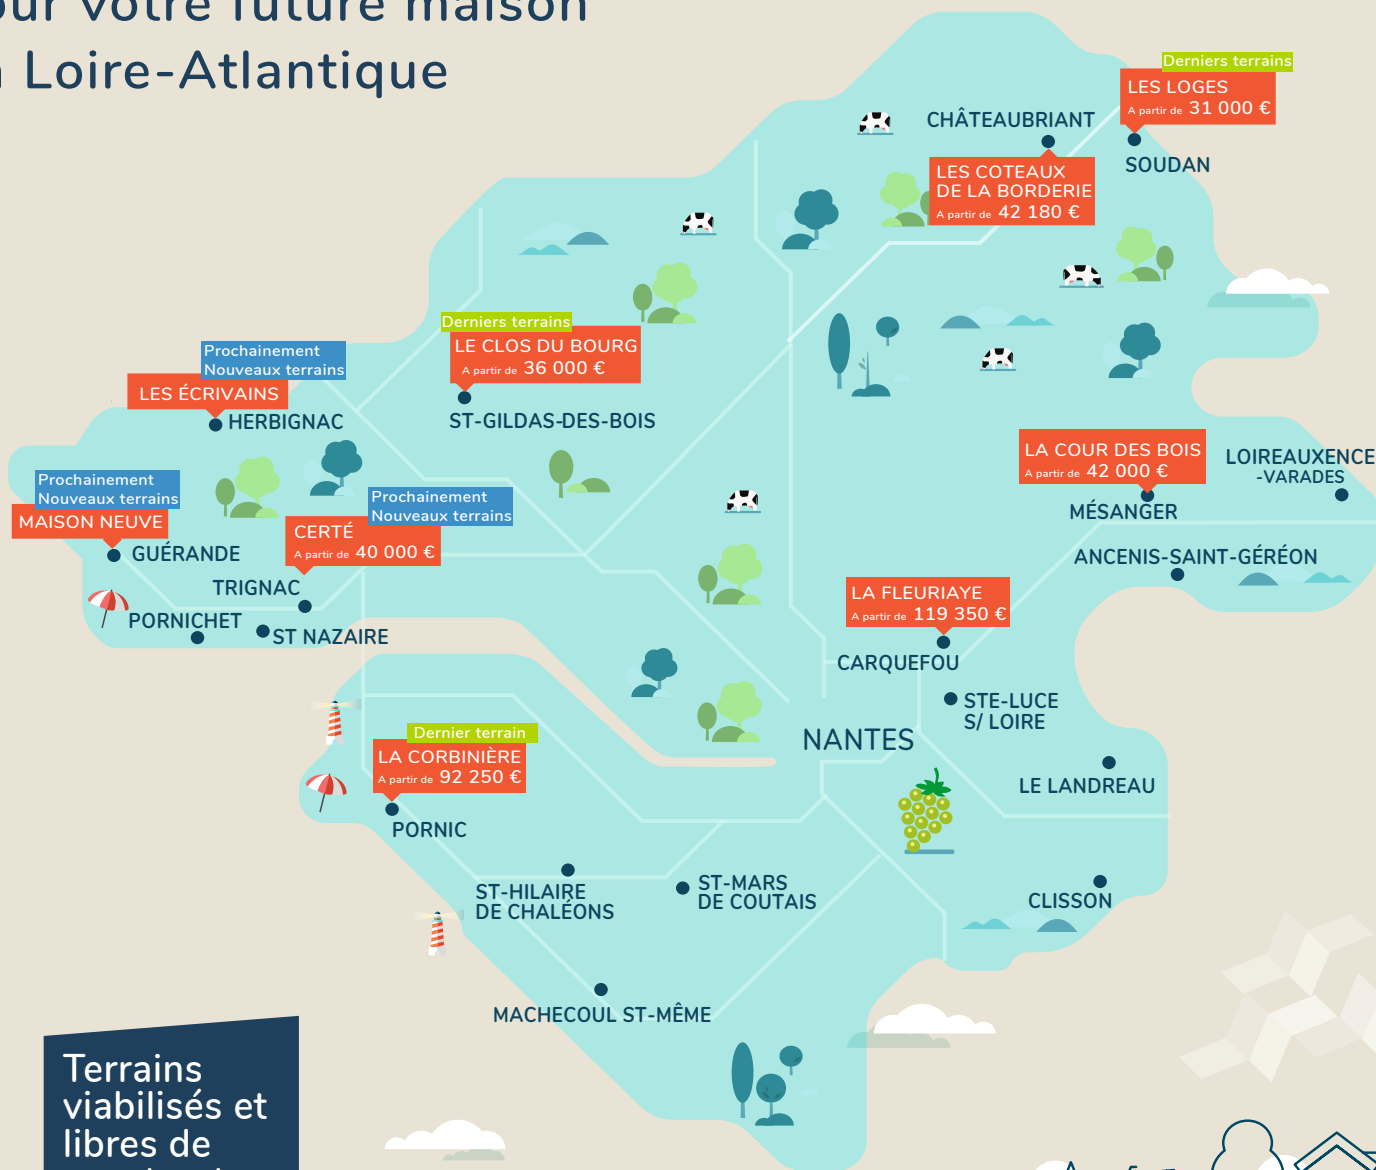 votre future maison
Loire-Atlantique
Derniers terrains
LES LOGES
A partir de 31 000 €
SOUDAN
CHÂTEAUBRIANT
LES COTEAUX
DE LA BORDERIE
A partir de 42 180 €
Derniers terrains
LE CLOS DU BOURG
A partir de 36 000 €
ST-GILDAS-DES-BOIS
Prochainement
Nouveaux terrains
LES ÉCRIVAINS
HERBIGNAC
Prochainement
Nouveaux terrains
MAISON NEUVE
GUÉRANDE
Prochainement
Nouveaux terrains
CERTÉ
A partir de 40 000 €
TRIGNAC
PORNICHET
ST NAZAIRE
LA COUR DES BOIS
A partir de 42 000 €
MÉSANGER
LOIREAUXENCE
-VARADES
ANCENIS-SAINT-GÉRÉON
LA FLEURIAYE
A partir de 119 350 €
CARQUEFOU
STE-LUCE
S/ LOIRE
NANTES
LE LANDREAU
Dernier terrain
LA CORBINIÈRE
A partir de 92 250 €
PORNIC
ST-HILAIRE
DE CHALÉONS
ST-MARS
DE COUTAIS
CLISSON
MACHECOUL ST-MÊME
Terrains
viabilisés et
libres de